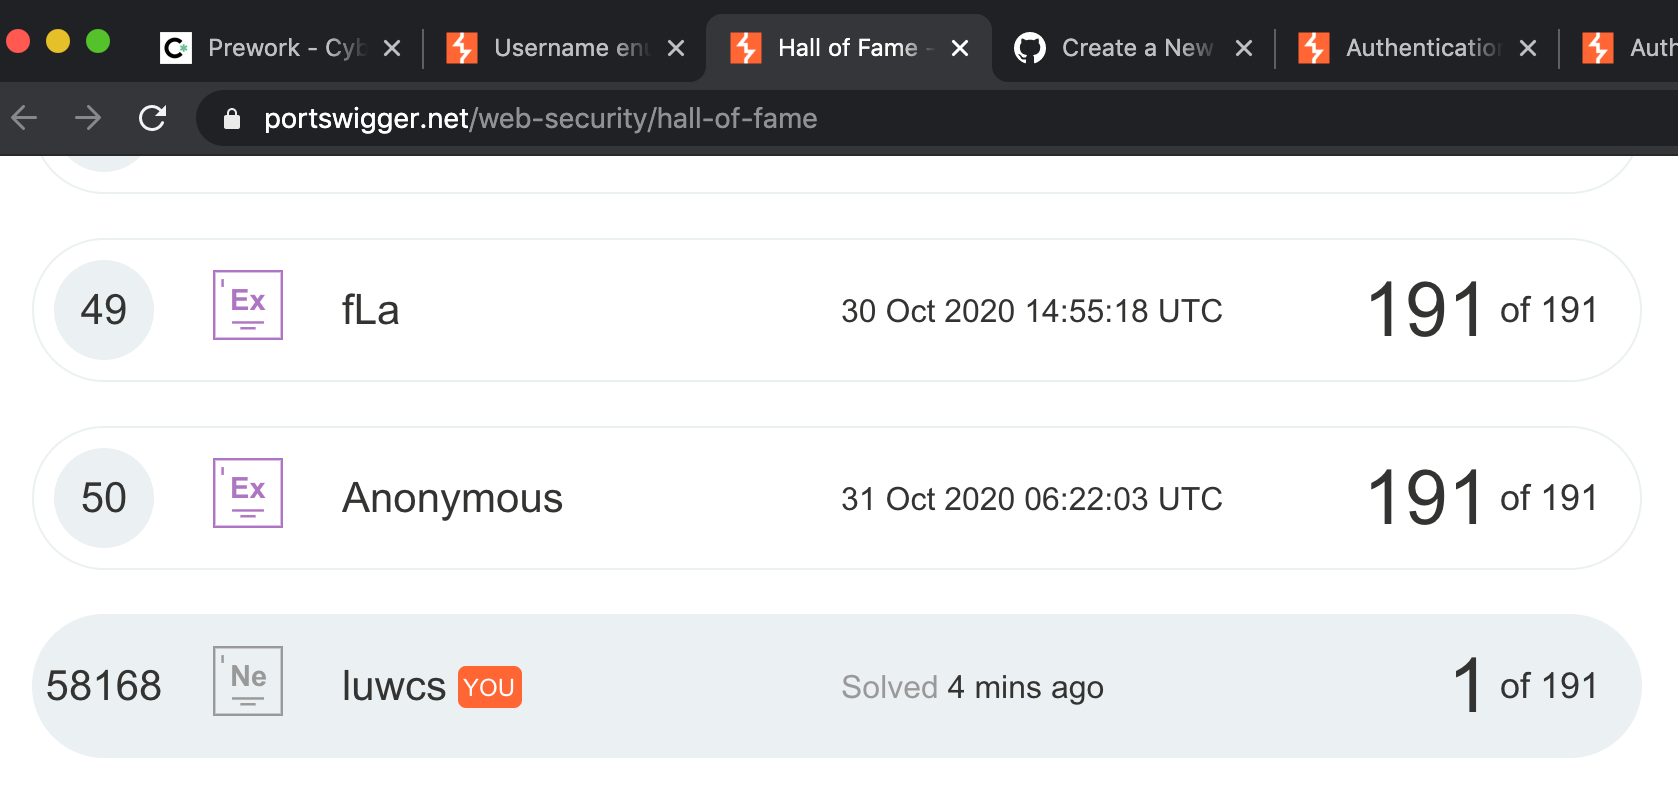 Prework - Cyb
Username enu
Hall of Fame -
Create a New
Authentication
Auth
portswigger.net/web-security/hall-of-fame
49 Ex fLa 30 Oct 2020 14:55:18 UTC 191 of 191
50 Ex Anonymous 31 Oct 2020 06:22:03 UTC 191 of 191
58168 Ne luwcs YOU Solved 4 mins ago 1 of 191